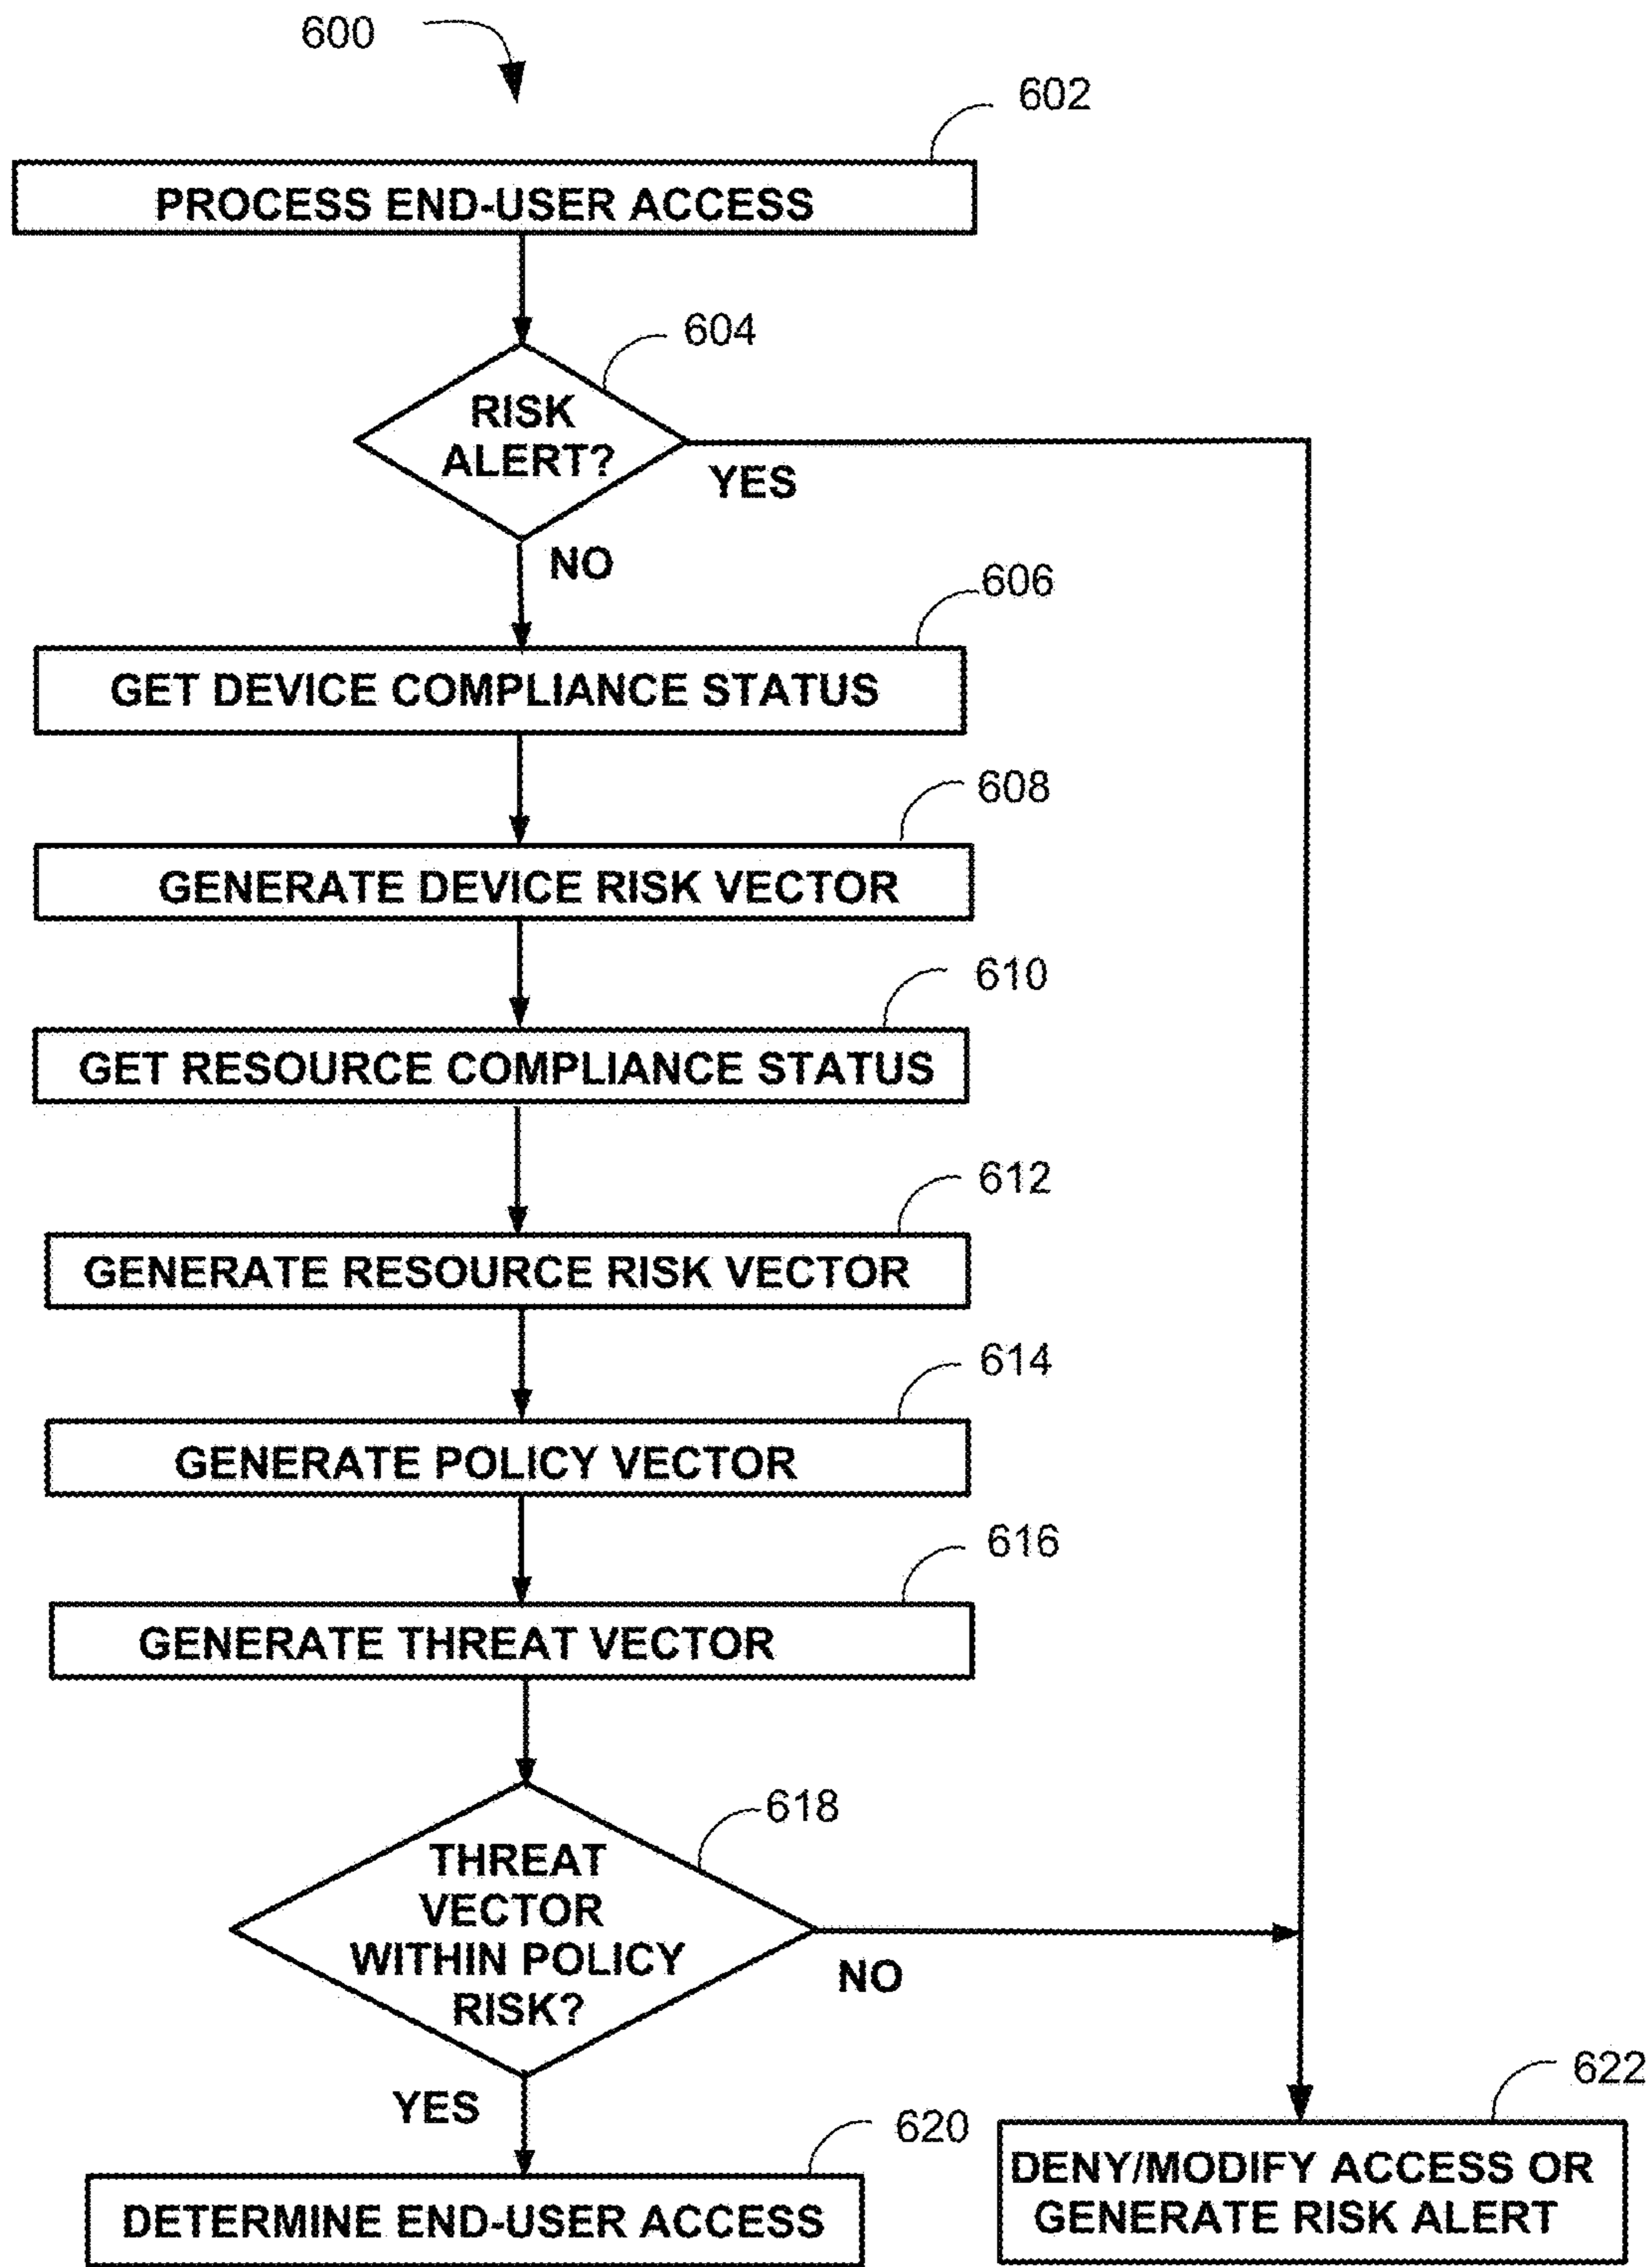 600
602
PROCESS END-USER ACCESS
604
RISK
ALERT?
YES
NO
606
GET DEVICE COMPLIANCE STATUS
608
GENERATE DEVICE RISK VECTOR
610
GET RESOURCE COMPLIANCE STATUS
612
GENERATE RESOURCE RISK VECTOR
614
GENERATE POLICY VECTOR
616
GENERATE THREAT VECTOR
618
THREAT
VECTOR
WITHIN POLICY
RISK?
NO
YES
620
DETERMINE END-USER ACCESS
622
DENY/MODIFY ACCESS OR
GENERATE RISK ALERT